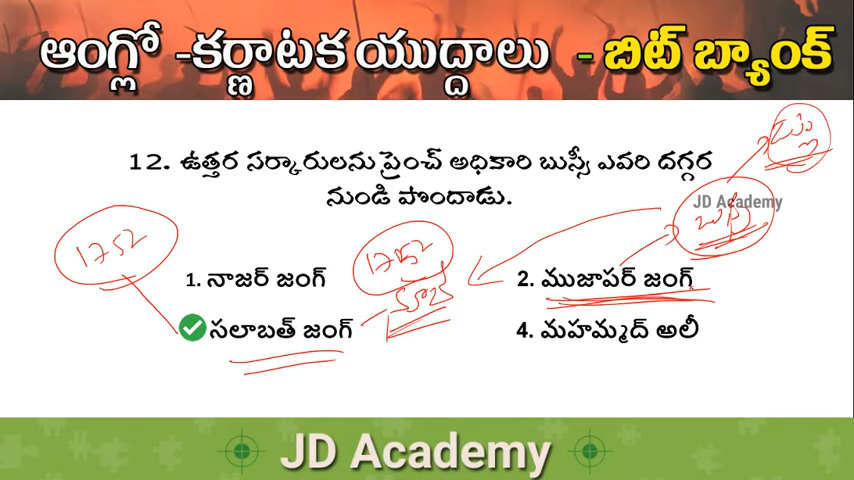 ఆంగ్లో -కర్ణాటక యుద్దాలు - బిట్ బ్యాంక్
12. ఉత్తర సర్కారులను ఫ్రెంచ్ అధికారి బుస్సీ ఎవరి దగ్గర
నుండి పొందాడు.
JD Academy
1752
1752
1. నాజర్ జంగ్
2. ముజాపర్ జంగ్
సలాబత్ జంగ్
4. మహమ్మద్ అలీ
JD Academy